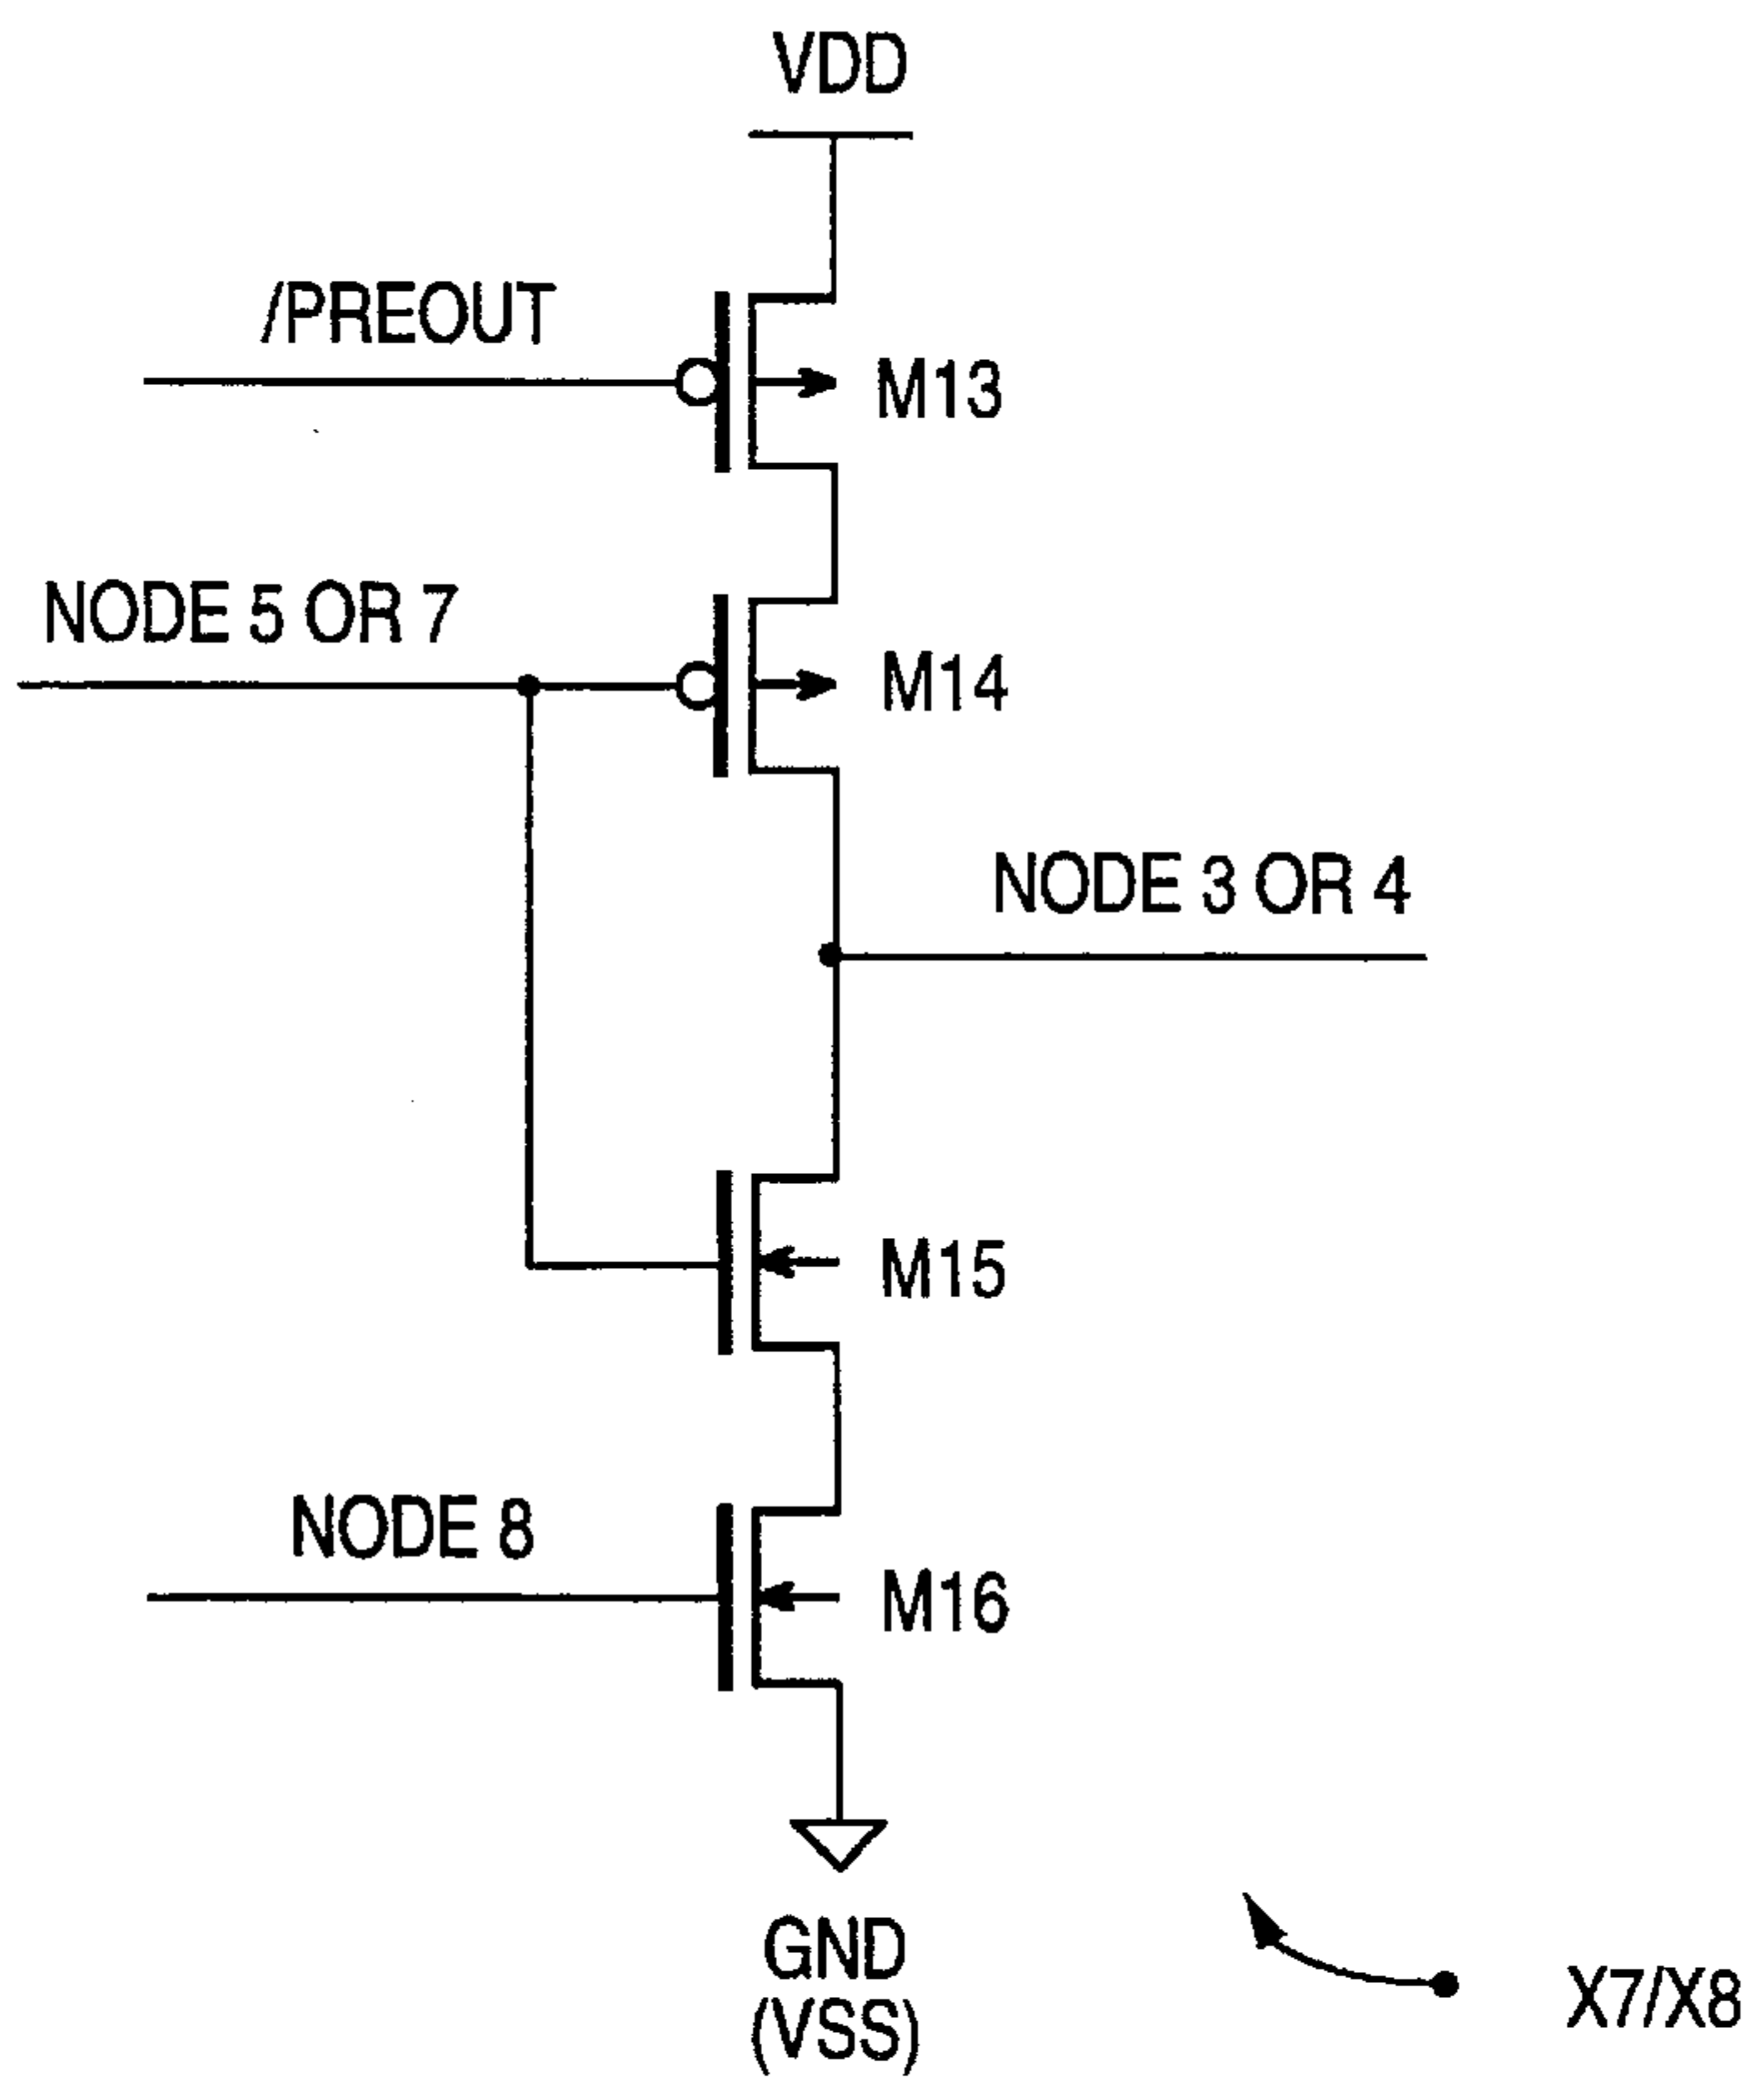 VDD
/PREOUT
M13
NODE 5 OR 7
M14
NODE 3 OR 4
M15
NODE 8
M16
GND
(VSS)
X7/X8